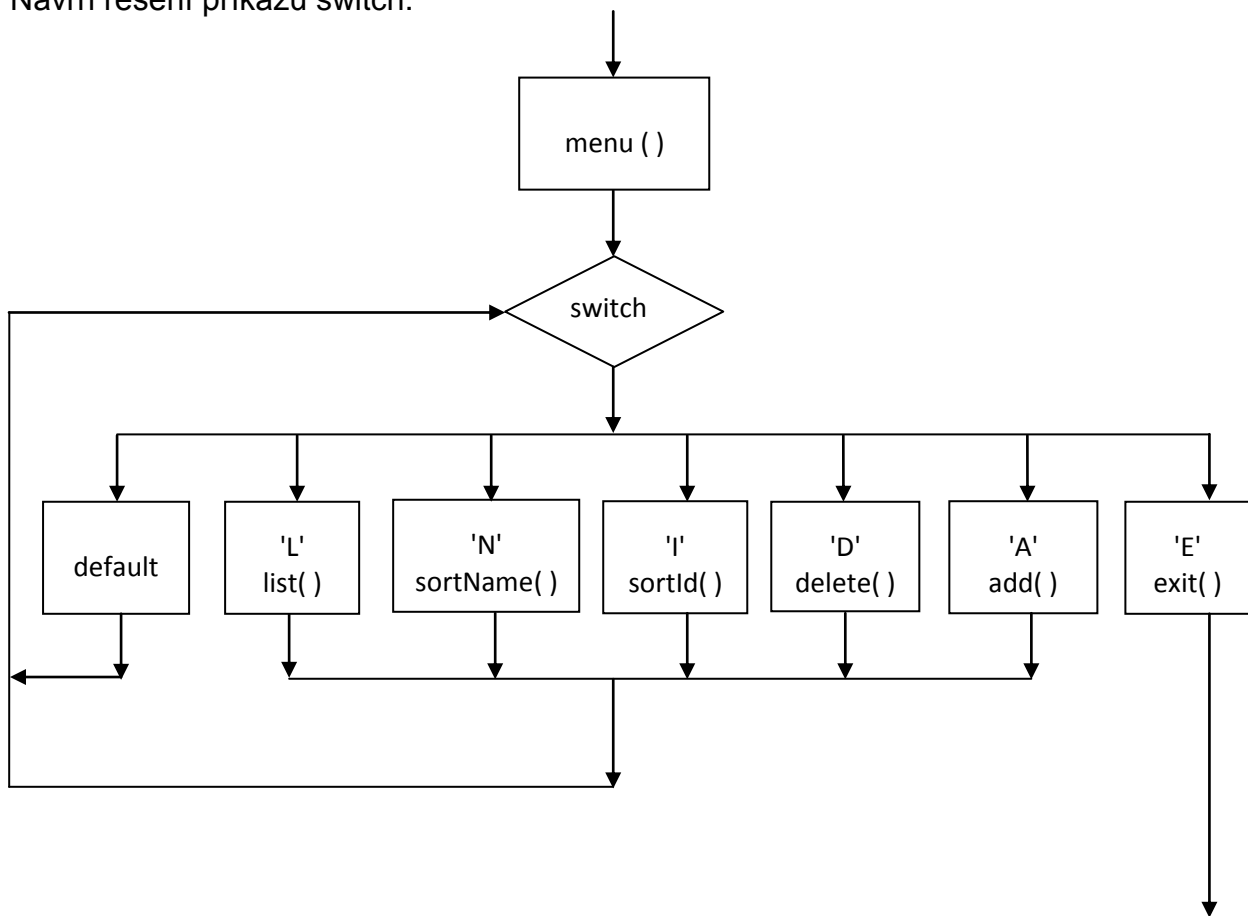 Návrh řešení příkazu switch:
menu ( )
switch
default
'L'
list( )
'N'
sortName( )
'I'
sortId( )
'D'
delete( )
'A'
add( )
'E'
exit( )